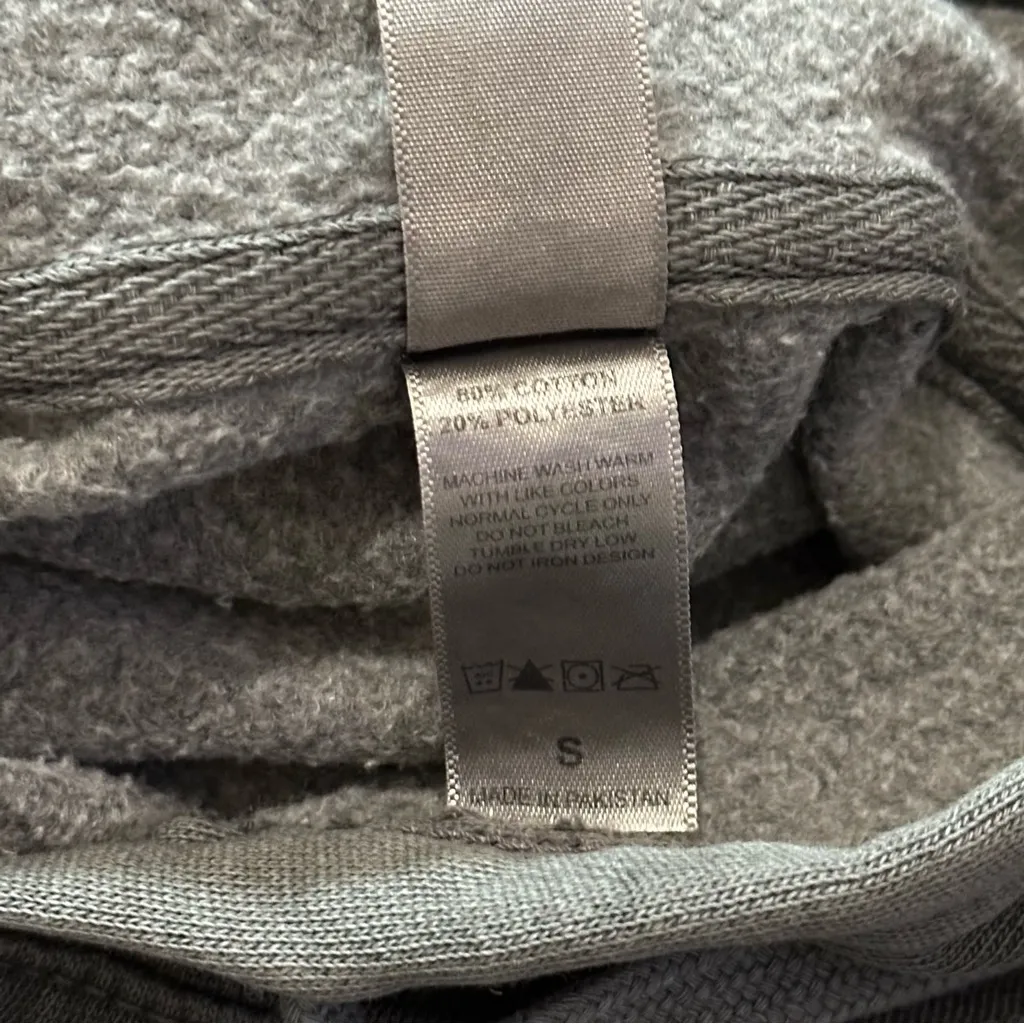 80% COTTON
20% POLYESTER
MACHINE WASH WARM
WITH LIKE COLORS
NORMAL CYCLE ONLY
DO NOT BLEACH
TUMBLE DRY LOW
DO NOT IRON DESIGN
S
MADE IN PAKISTAN